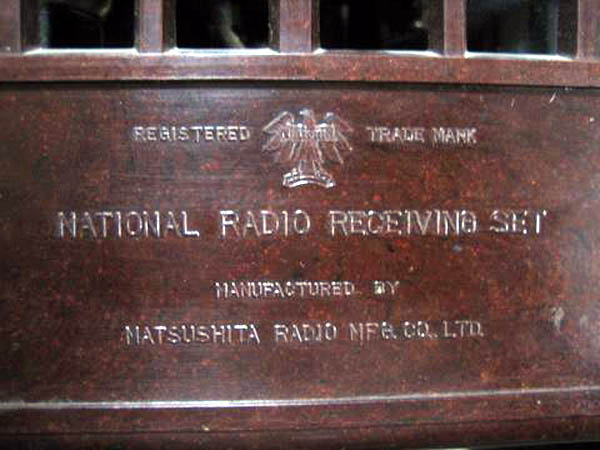 REGISTERED TRADE MARK
NATIONAL RADIO RECEIVING SET
MANUFACTURED BY
MATSUSHITA RADIO MFG. CO., LTD.